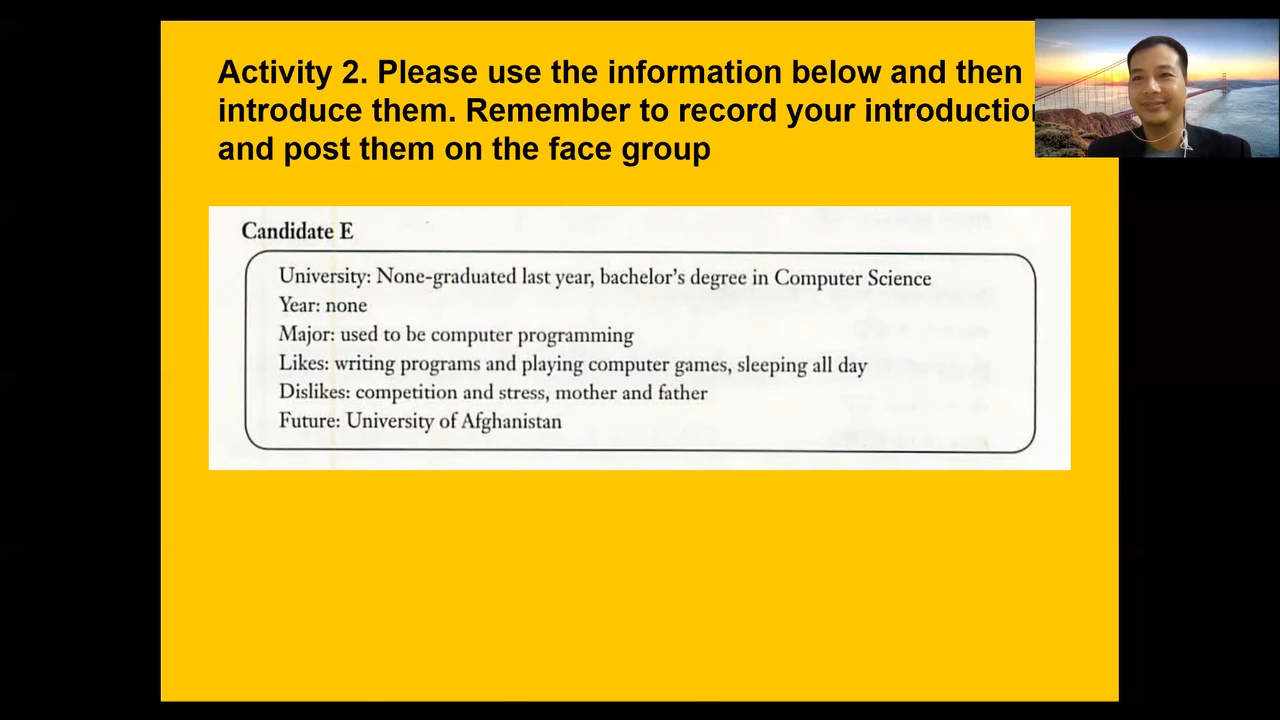 Activity 2. Please use the information below and then
introduce them. Remember to record your introduction
and post them on the face group
Candidate E
University: None-graduated last year, bachelor's degree in Computer Science
Year: none
Major: used to be computer programming
Likes: writing programs and playing computer games, sleeping all day
Dislikes: competition and stress, mother and father
Future: University of Afghanistan